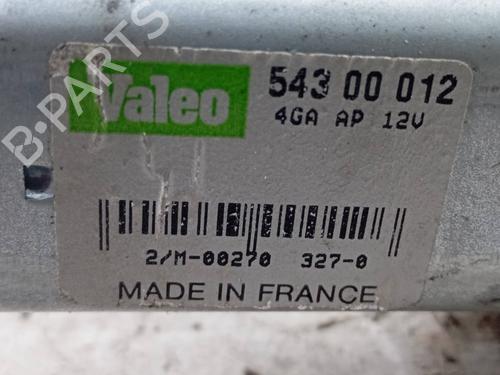 Valeo
543 00 012
4GA AP 12V
2/M-00270 327-0
MADE IN FRANCE
B-PARTS